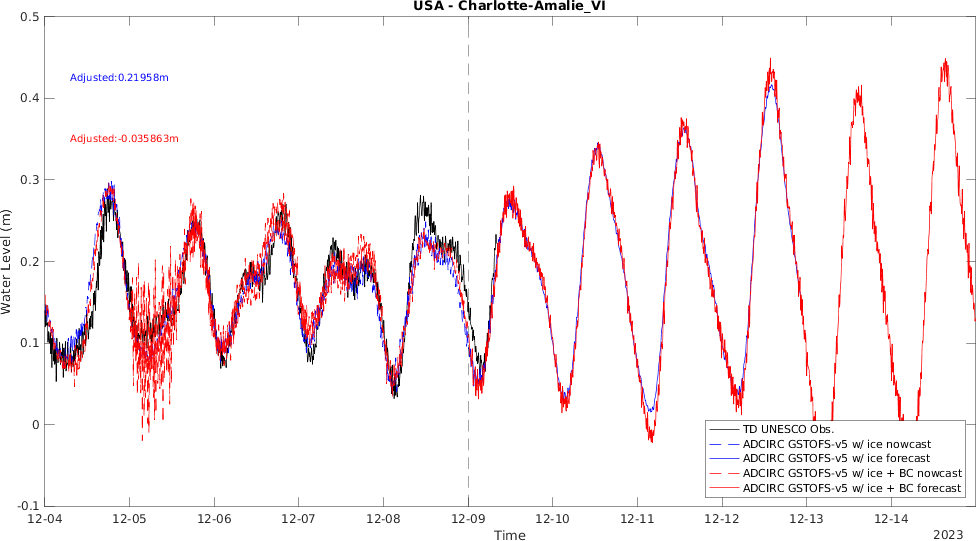 USA - Charlotte-Amalie_VI
0.5
0.4
0.3
0.2
0.1
0
-0.1
Water Level (m)
Adjusted:0.21958m
Adjusted:-0.035863m
TD UNESCO Obs.
ADCIRC GSTOFS-v5 w/ ice nowcast
ADCIRC GSTOFS-v5 w/ ice forecast
ADCIRC GSTOFS-v5 w/ ice + BC nowcast
ADCIRC GSTOFS-v5 w/ ice + BC forecast
12-04 12-05 12-06 12-07 12-08 12-09 12-10 12-11 12-12 12-13 12-14
Time
2023